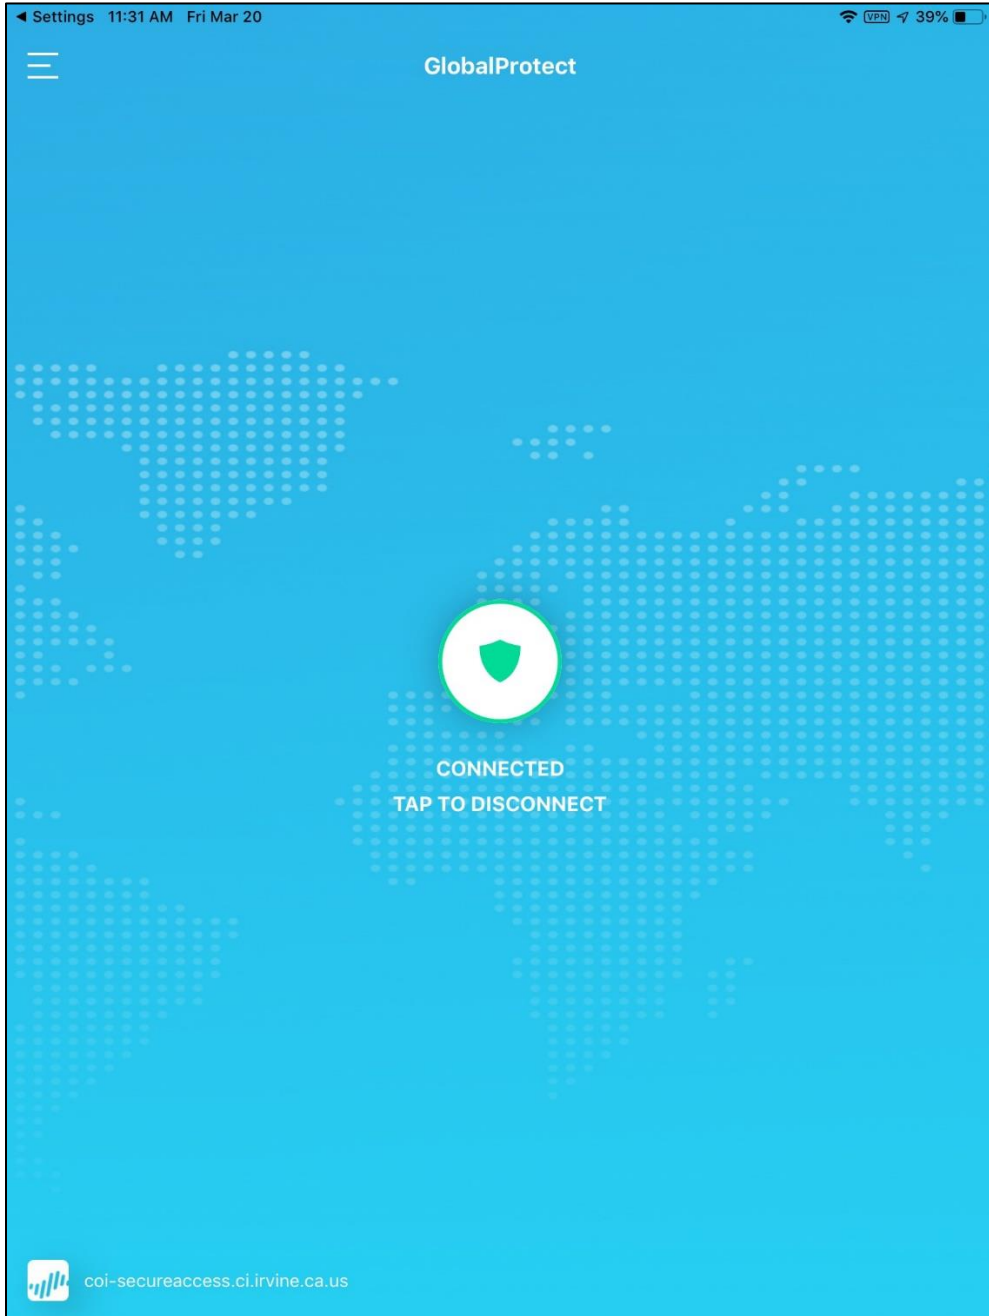 ◀ Settings 11:31 AM Fri Mar 20 VPN 39%
GlobalProtect
CONNECTED
TAP TO DISCONNECT
coi-secureaccess.ci.irvine.ca.us